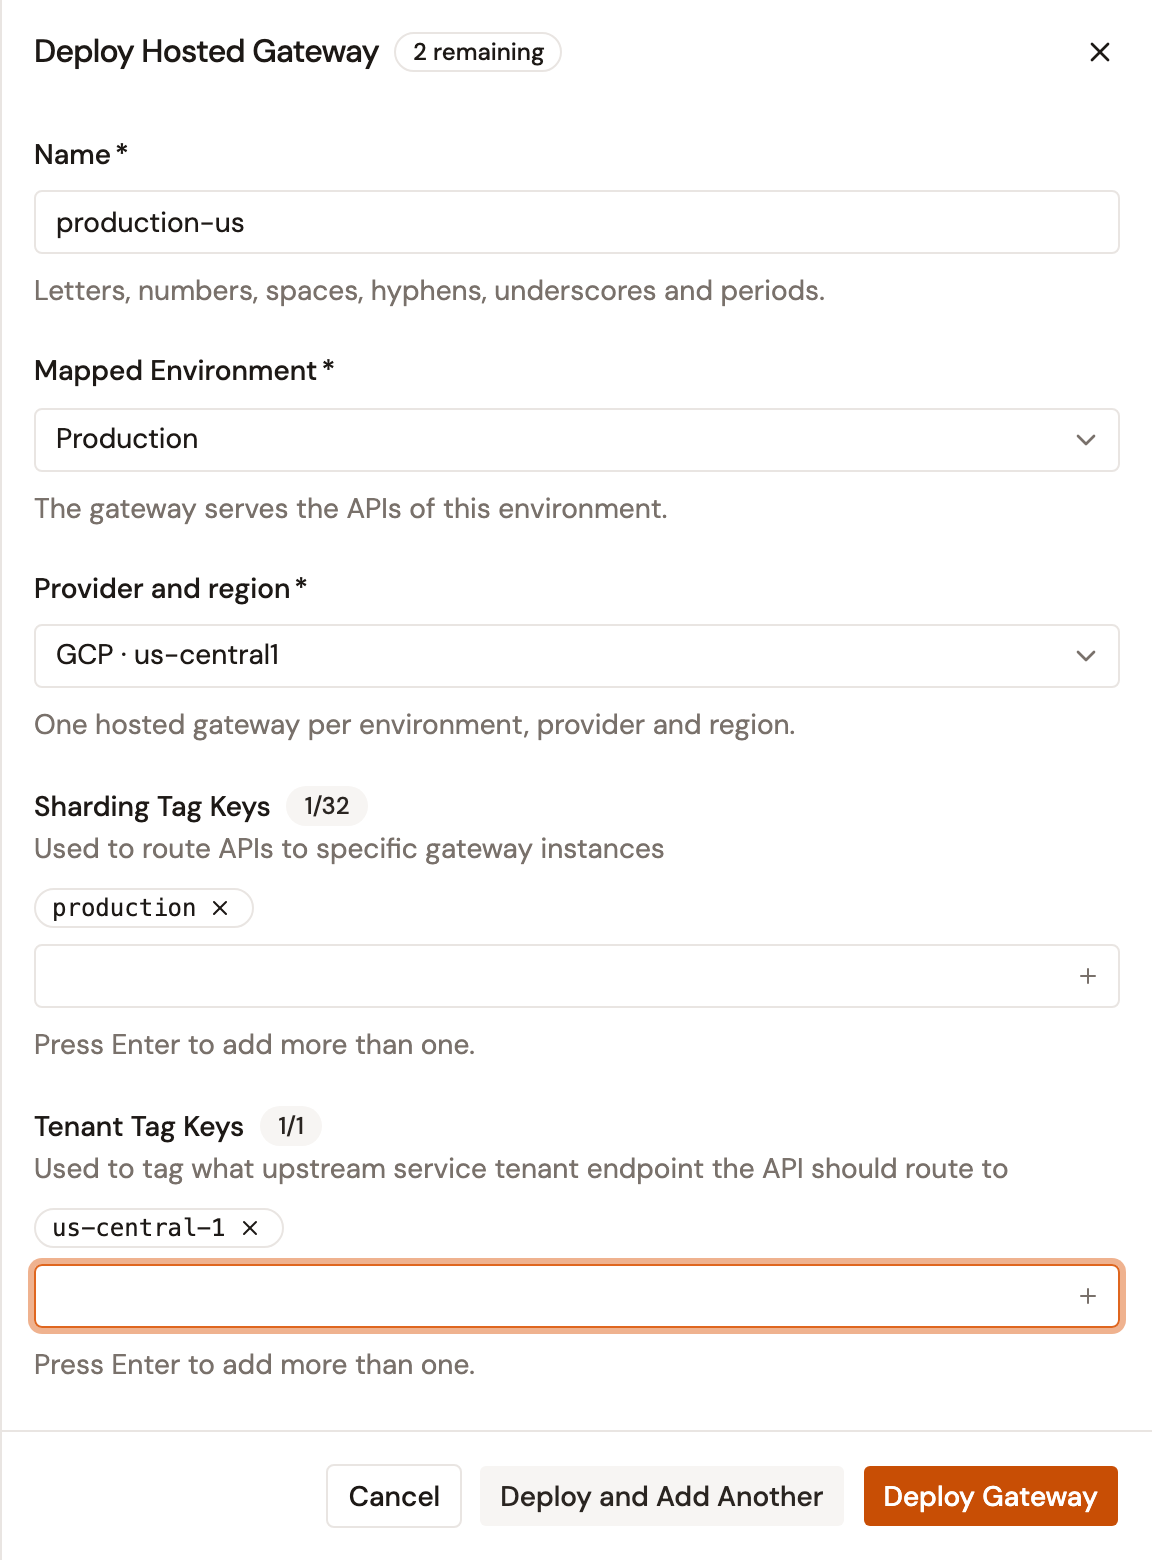 Deploy Hosted Gateway 2 remaining
Name*
production-us
Letters, numbers, spaces, hyphens, underscores and periods.
Mapped Environment*
Production
The gateway serves the APIs of this environment.
Provider and region*
GCP · us-central1
One hosted gateway per environment, provider and region.
Sharding Tag Keys 1/32
Used to route APIs to specific gateway instances
production
Press Enter to add more than one.
Tenant Tag Keys 1/1
Used to tag what upstream service tenant endpoint the API should route to
us-central-1
Press Enter to add more than one.
Cancel Deploy and Add Another Deploy Gateway